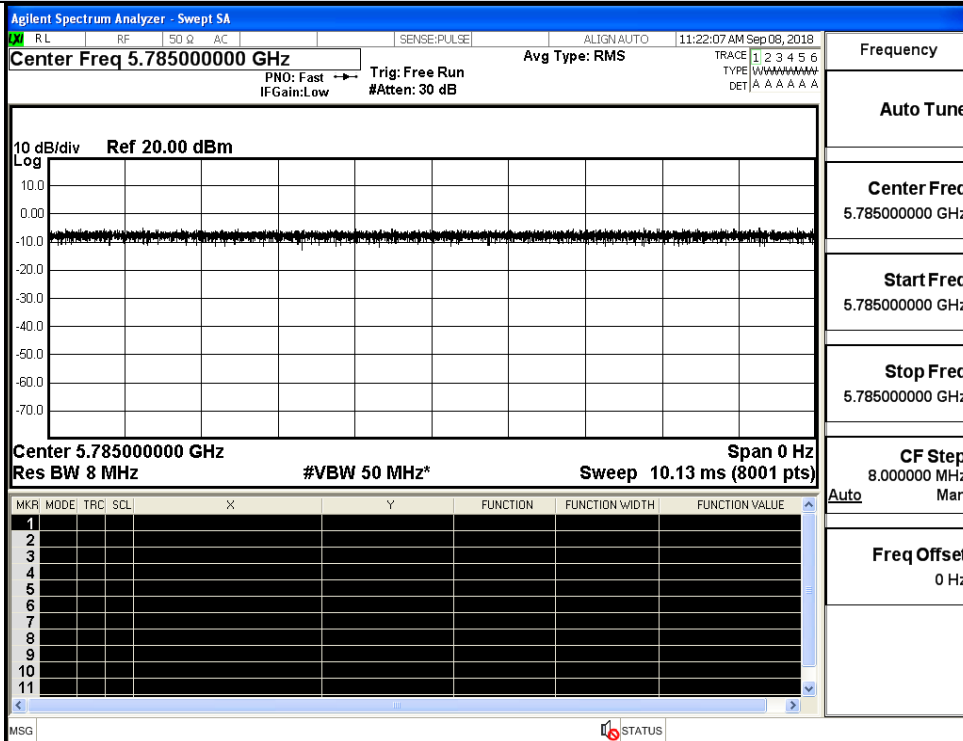 Agilent Spectrum Analyzer - Swept SA
LXI RL RF 50 Ω AC SENSE:PULSE ALIGN AUTO 11:22:07 AM Sep 08, 2018
Center Freq 5.785000000 GHz Avg Type: RMS TRACE 1 2 3 4 5 6
PNO: Fast Trig: Free Run TYPE WWWWWW
IFGain:Low #Atten: 30 dB DET A A A A A A
10 dB/div Ref 20.00 dBm
Log
10.0
0.00
-10.0
-20.0
-30.0
-40.0
-50.0
-60.0
-70.0
Center 5.785000000 GHz Span 0 Hz
Res BW 8 MHz #VBW 50 MHz* Sweep 10.13 ms (8001 pts)
MKR MODE TRC SCL X Y FUNCTION FUNCTION WIDTH FUNCTION VALUE
1
2
3
4
5
6
7
8
9
10
11
MSG STATUS
Frequency
Auto Tune
Center Freq
5.785000000 GHz
Start Freq
5.785000000 GHz
Stop Freq
5.785000000 GHz
CF Step
8.000000 MHz
Auto Man
Freq Offset
0 Hz